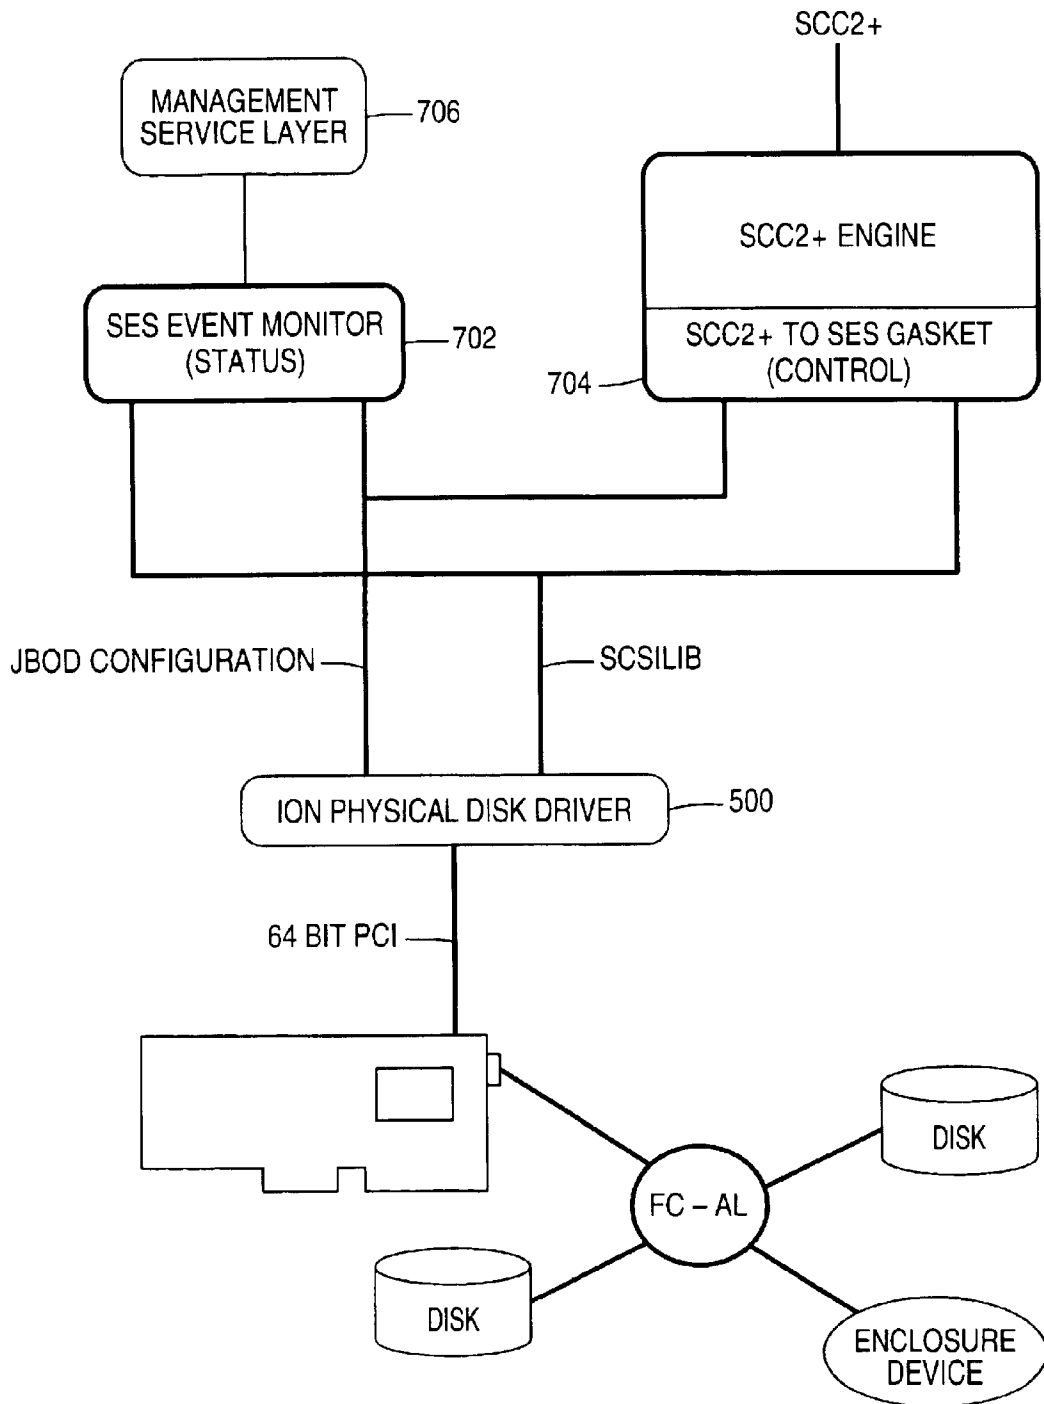 SCC2+
MANAGEMENT
SERVICE LAYER
706
SCC2+ ENGINE
SES EVENT MONITOR
(STATUS)
702
SCC2+ TO SES GASKET
(CONTROL)
704
JBOD CONFIGURATION
SCSILIB
ION PHYSICAL DISK DRIVER
500
64 BIT PCI
DISK
FC – AL
DISK
ENCLOSURE
DEVICE